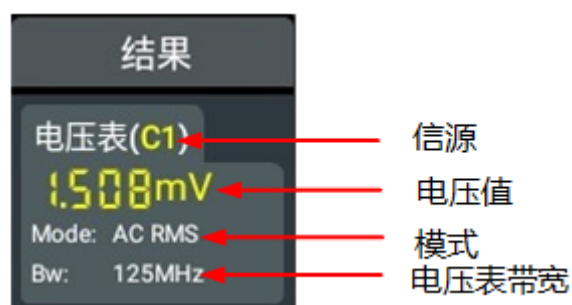 结果
电压表(C1)
信源
1.508mV
电压值
Mode: AC RMS
模式
Bw: 125MHz
电压表带宽